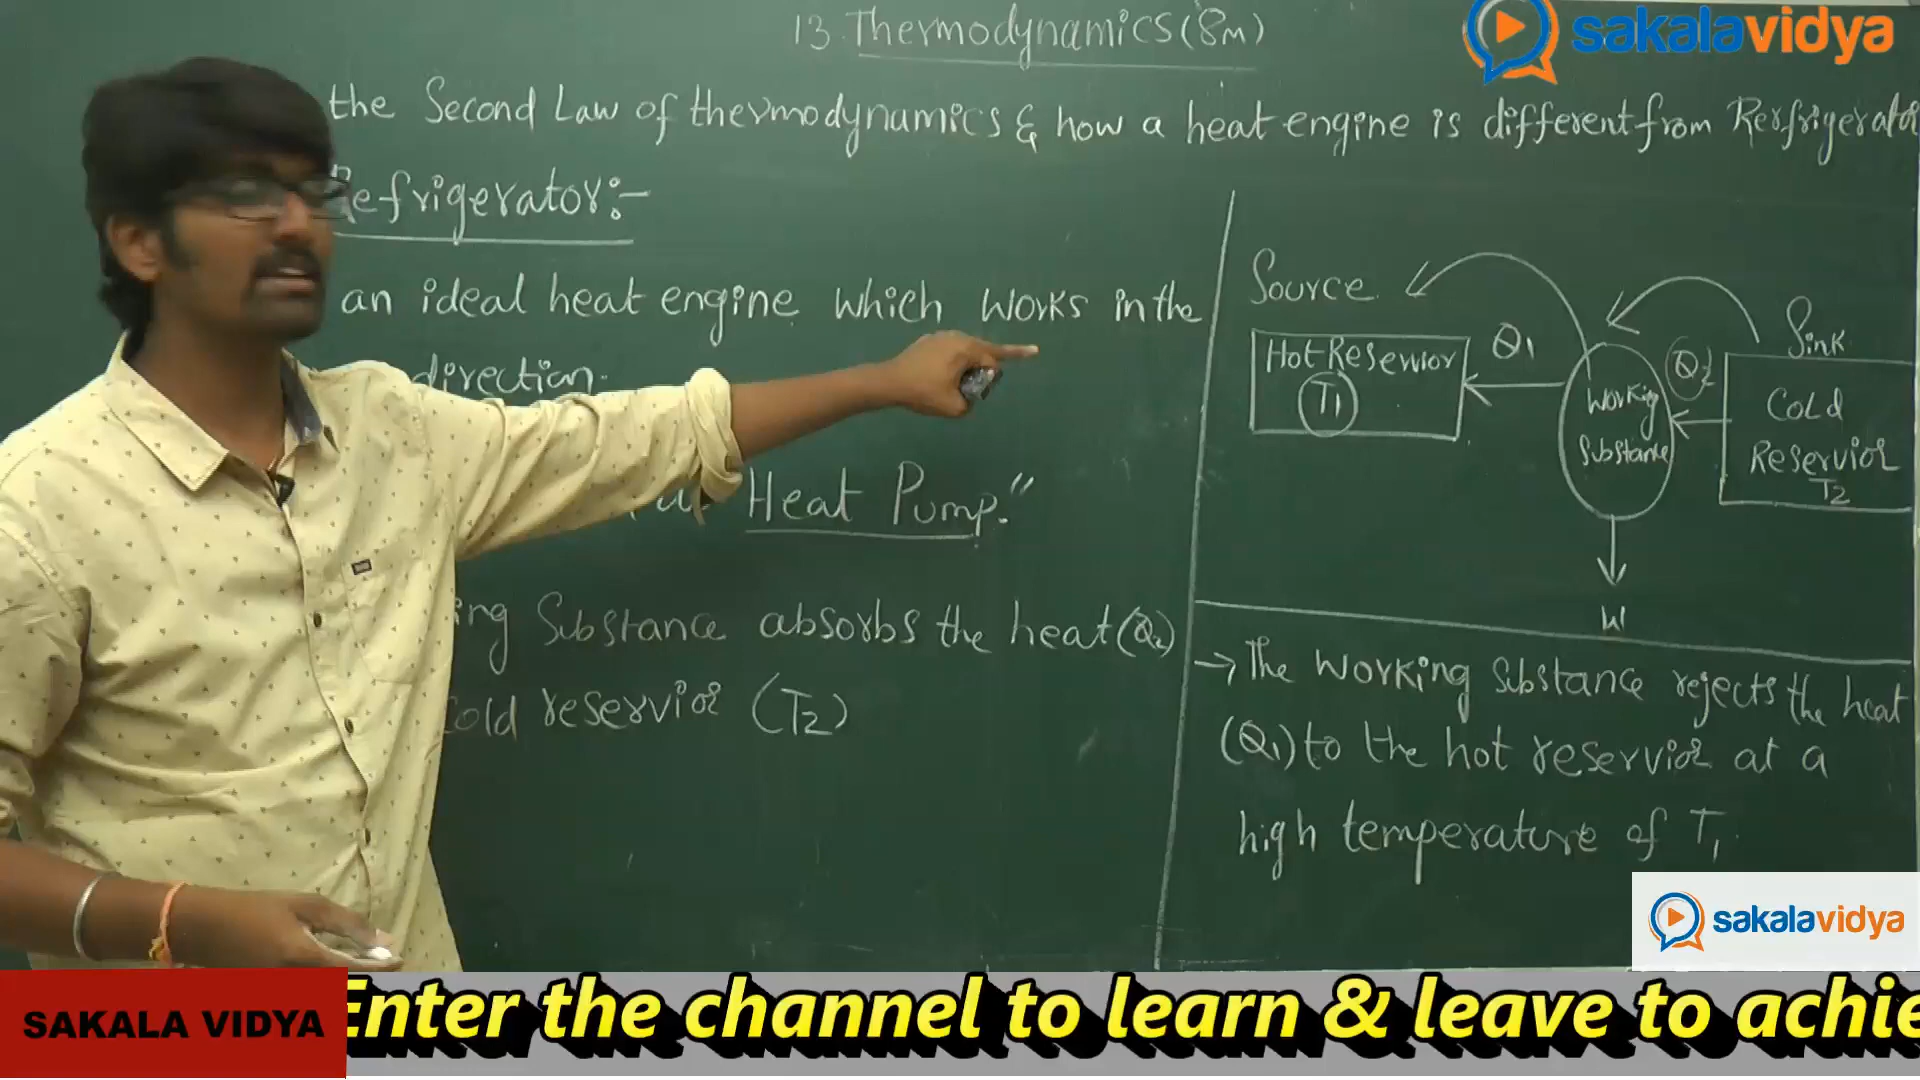 13. Thermodynamics (8M)
sakalavidya
the Second Law of thermodynamics & how a heat engine is different from Rerfrigerator
Refrigerator:-
an ideal heat engine which works in the
direction.
Heat Pump."
ing Substance absorbs the heat (Q2)
cold reservior (T2)
Source
Hot Reservior
T1
Q1
Working
Substance
Q2
Sink
Cold
Reservior
T2
W
→ The working substance rejects the heat
(Q1) to the hot reservior at a
high temperature of T1
sakalavidya
SAKALA VIDYA
Enter the channel to learn & leave to achie